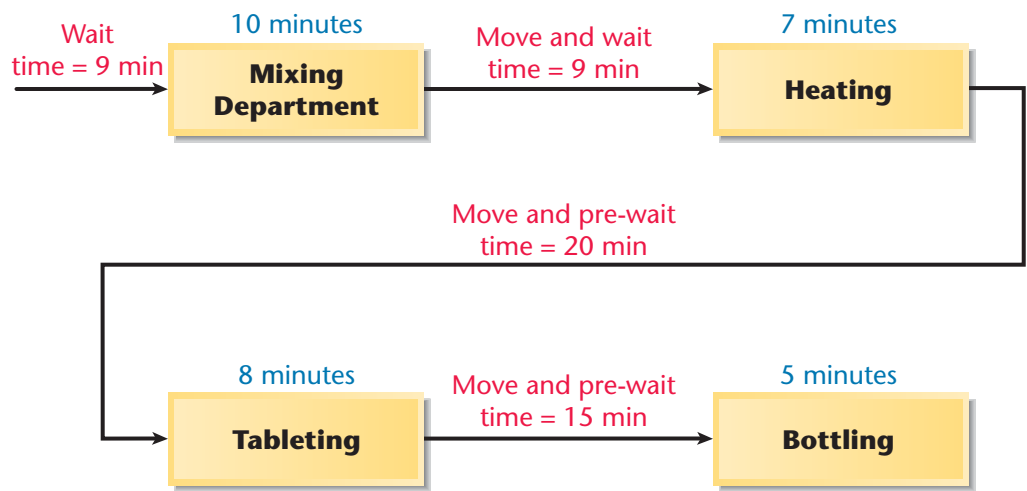 Wait
time = 9 min
10 minutes
Mixing
Department
Move and wait
time = 9 min
7 minutes
Heating
Move and pre-wait
time = 20 min
8 minutes
Tableting
Move and pre-wait
time = 15 min
5 minutes
Bottling